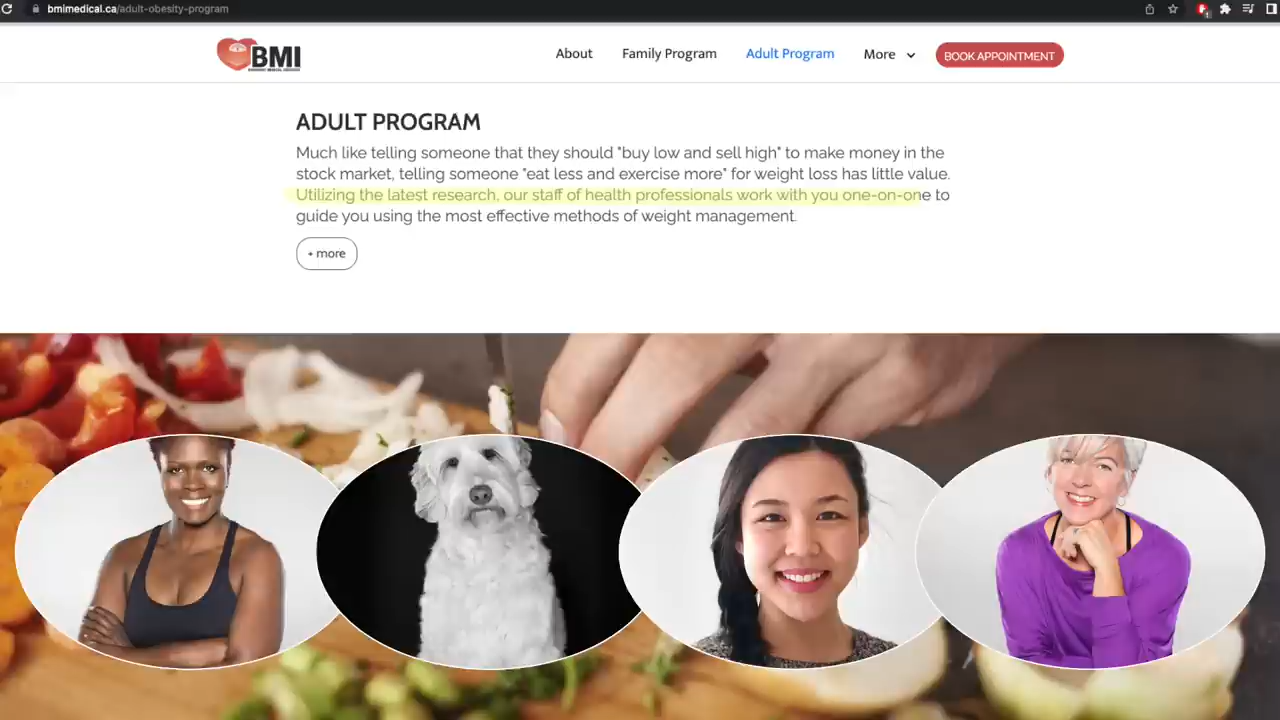 bmimedical.ca/adult-obesity-program
1
BMI
About Family Program Adult Program More BOOK APPOINTMENT
ADULT PROGRAM
Much like telling someone that they should "buy low and sell high" to make money in the
stock market, telling someone "eat less and exercise more" for weight loss has little value.
Utilizing the latest research, our staff of health professionals work with you one-on-one to
guide you using the most effective methods of weight management.
+ more